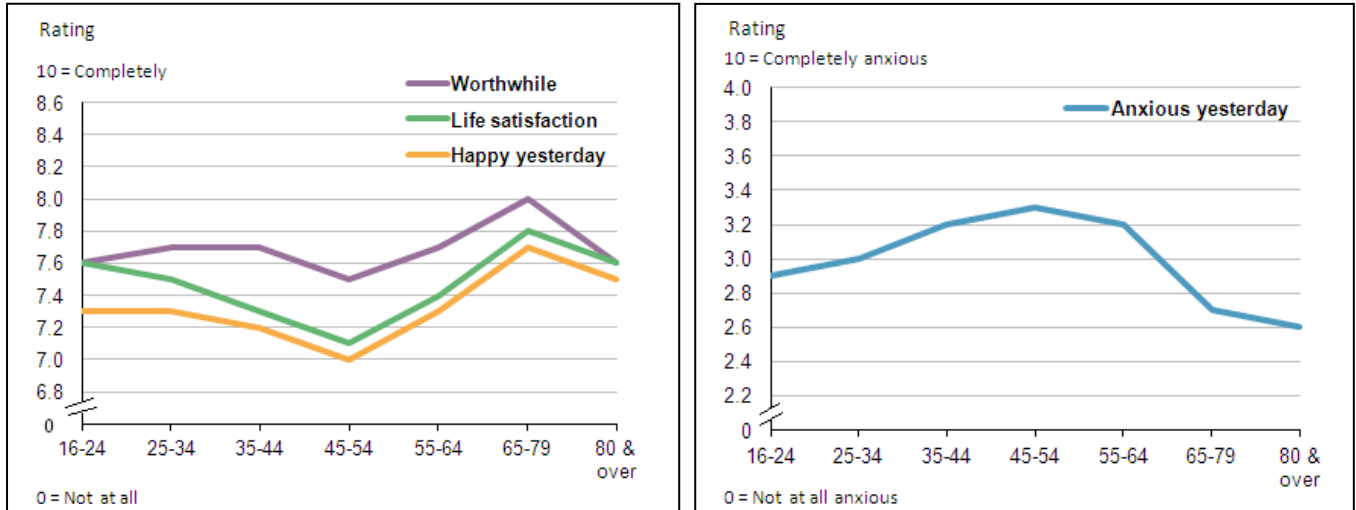 Rating
10 = Completely
Worthwhile
Life satisfaction
Happy yesterday
8.6
8.4
8.2
8.0
7.8
7.6
7.4
7.2
7.0
6.8
0
16-24 25-34 35-44 45-54 55-64 65-79 80 &
over
0 = Not at all
Rating
10 = Completely anxious
Anxious yesterday
4.0
3.8
3.6
3.4
3.2
3.0
2.8
2.6
2.4
2.2
0
16-24 25-34 35-44 45-54 55-64 65-79 80 &
over
0 = Not at all anxious